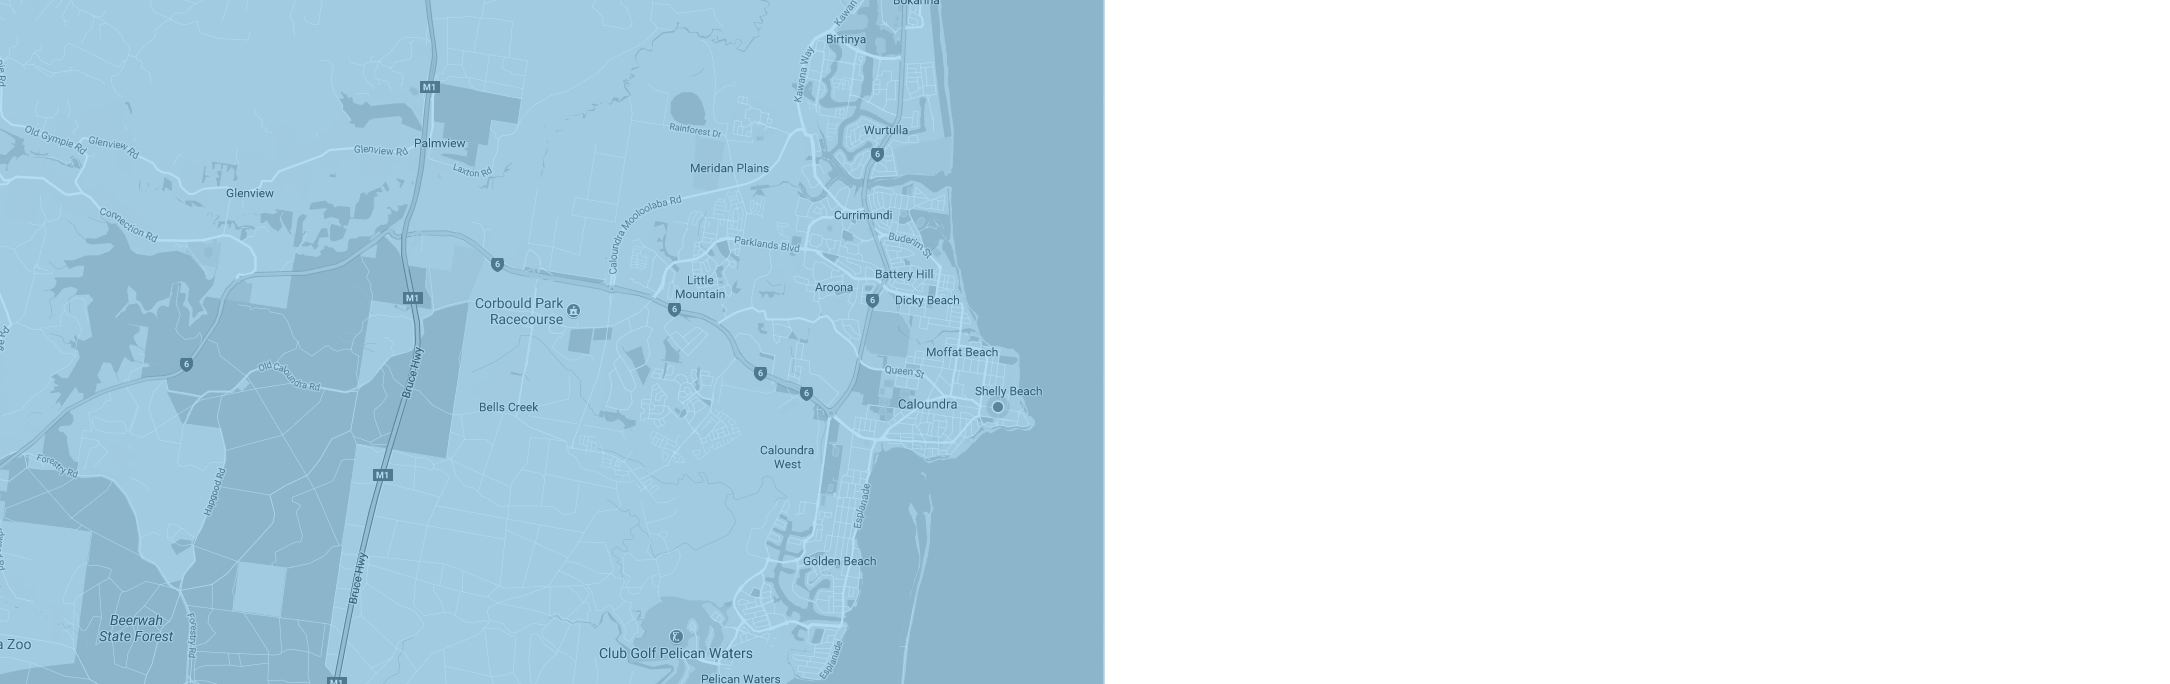 Bokarina
Kawan
Birtinya
Kawana Way
M1
Wurtulla
Rainforest Dr
Old Gympie Rd
Glenview Rd
Glenview Rd
Palmview
6
Laxton Rd
Meridan Plains
Glenview
Caloundra Mooloolaba Rd
Connection Rd
Currimundi
Parklands Blvd
Buderim St
6
Battery Hill
Little
Mountain
Aroona
M1
Dicky Beach
6
Corbould Park
Racecourse
6
Moffat Beach
6
Old Caloundra Rd
Bruce Hwy
Queen St
6
6
Shelly Beach
Bells Creek
Caloundra
Caloundra
West
Forestry Rd
M1
Hapgood Rd
Esplanade
Golden Beach
Bruce Hwy
Beerwah
State Forest
Forestry Rd
a Zoo
Club Golf Pelican Waters
Esplanade
Pelican Waters
M1